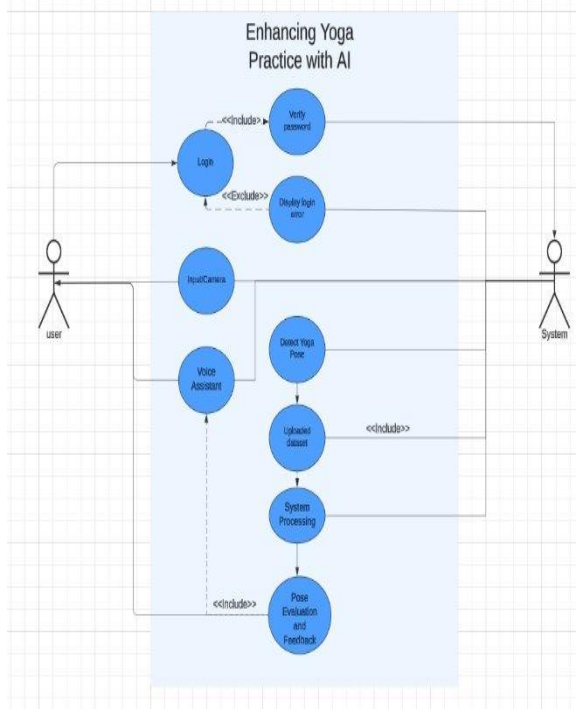 Enhancing Yoga
Practice with AI
<<Include>
Verify
password
Login
<<Exclude>>
Display login
error
Input/Camera
user
System
Detect Yoga
Pose
Voice
Assistant
Uploaded
dataset
<<Include>>
System
Processing
<<Include>>
Pose
Evaluation
and
Feedback